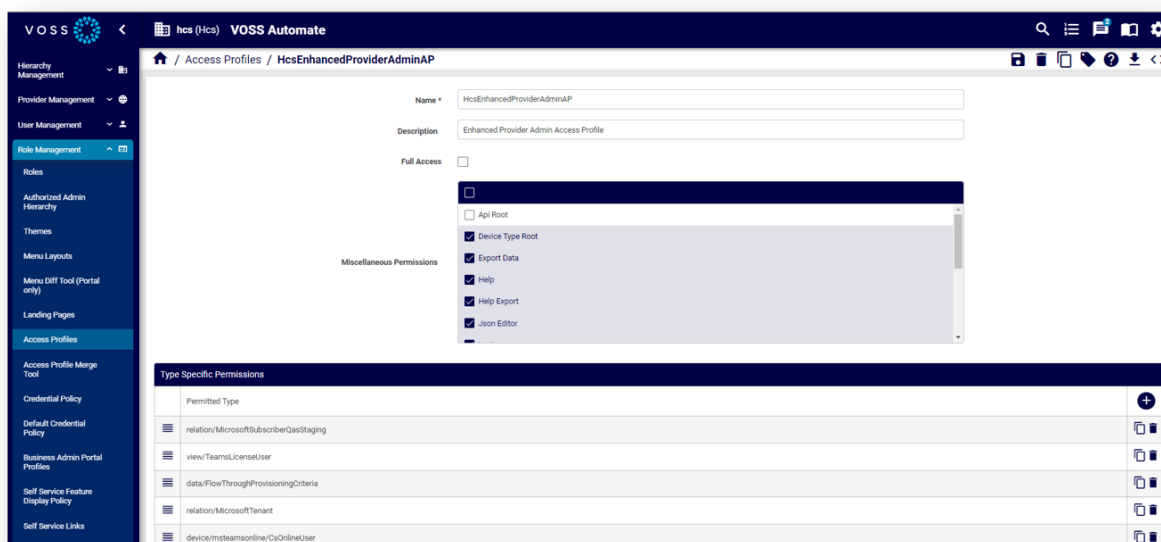 VOSS
hcs (Hcs) VOSS Automate
2
/ Access Profiles / HcsEnhancedProviderAdminAP
Hierarchy
Management
Provider Management
User Management
Role Management
Roles
Authorized Admin
Hierarchy
Themes
Menu Layouts
Menu Diff Tool (Portal
only)
Landing Pages
Access Profiles
Access Profile Merge
Tool
Credential Policy
Default Credential
Policy
Business Admin Portal
Profiles
Self Service Feature
Display Policy
Self Service Links
Name * HcsEnhancedProviderAdminAP
Description Enhanced Provider Admin Access Profile
Full Access
Miscellaneous Permissions
Api Root
Device Type Root
Export Data
Help
Help Export
Json Editor
Type Specific Permissions
Permitted Type
relation/MicrosoftSubscriberQasStaging
view/TeamsLicenseUser
data/FlowThroughProvisioningCriteria
relation/MicrosoftTenant
device/msteamsonline/CsOnlineUser